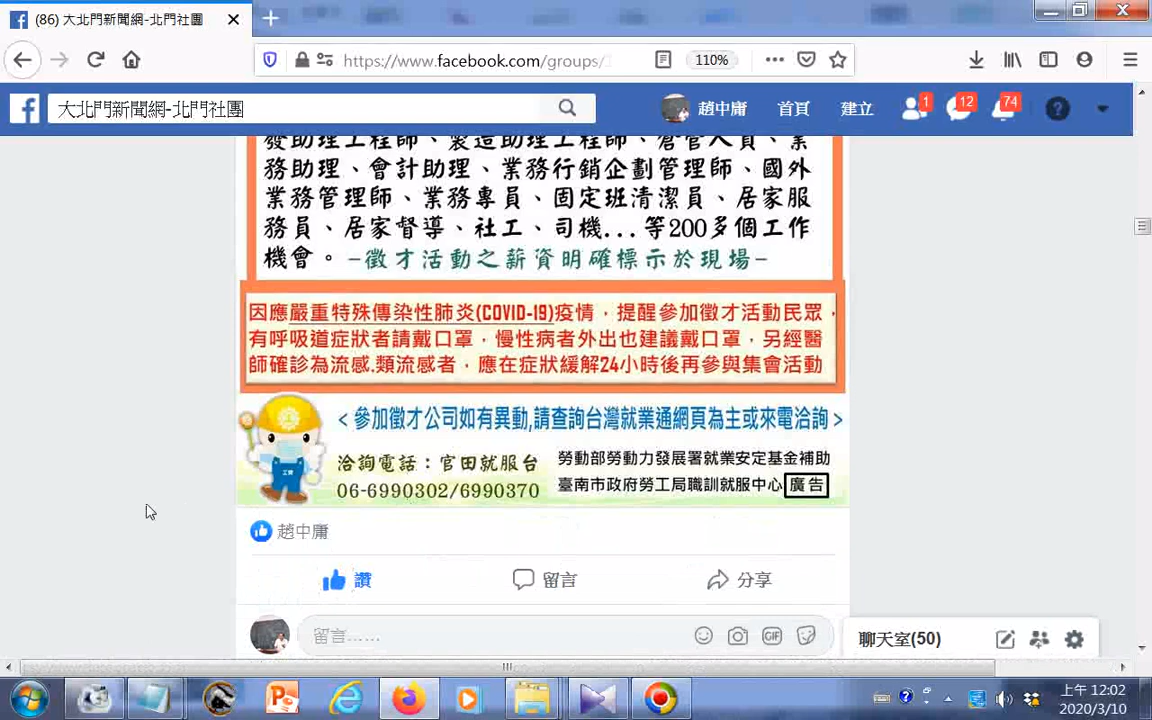 (86) 大北門新聞網-北門社團
https://www.facebook.com/groups/
110%
大北門新聞網-北門社團
趙中庸
首頁
建立
1
12
74
發助理工程師、製造助理工程師、倉管人員、業
務助理、會計助理、業務行銷企劃管理師、國外
業務管理師、業務專員、固定班清潔員、居家服
務員、居家督導、社工、司機...等200多個工作
機會。-徵才活動之薪資明確標示於現場-
因應嚴重特殊傳染性肺炎(COVID-19)疫情，提醒參加徵才活動民眾，
有呼吸道症狀者請戴口罩，慢性病者外出也建議戴口罩，另經醫
師確診為流感.類流感者，應在症狀緩解24小時後再參與集會活動
<參加徵才公司如有異動,請查詢台灣就業通網頁為主或來電洽詢>
洽詢電話：官田就服台
06-6990302/6990370
勞動部勞動力發展署就業安定基金補助
臺南市政府勞工局職訓就服中心 廣告
趙中庸
讚
留言
分享
留言……
GIF
聊天室(50)
上午 12:02
2020/3/10